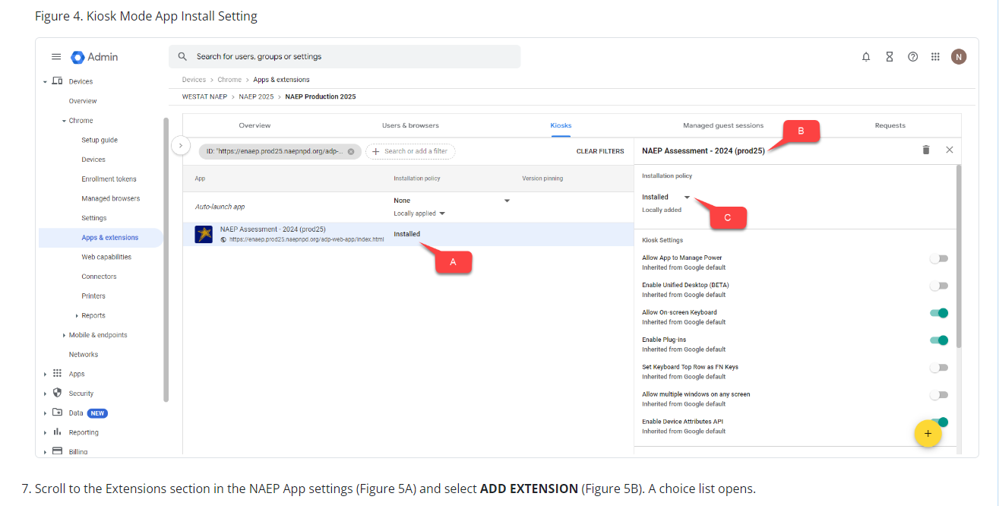 Figure 4. Kiosk Mode App Install Setting
Admin
Search for users, groups or settings
N
Devices
Overview
Chrome
Setup guide
Devices
Enrollment tokens
Managed browsers
Settings
Apps & extensions
Web capabilities
Connectors
Printers
Reports
Mobile & endpoints
Networks
Apps
Security
Data NEW
Reporting
Billing
Devices > Chrome > Apps & extensions
WESTAT NAEP > NAEP 2025 > NAEP Production 2025
Overview Users & browsers Kiosks Managed guest sessions Requests
ID: "https://enaep.prod25.naepnpd.org/adp-... + Search or add a filter CLEAR FILTERS
App Installation policy Version pinning
Auto-launch app
None
Locally applied
NAEP Assessment - 2024 (prod25)
https://enaep.prod25.naepnpd.org/adp-web-app/index.html
Installed
A
B
NAEP Assessment - 2024 (prod25)
Installation policy
Installed
Locally added
C
Kiosk Settings
Allow App to Manage Power
Inherited from Google default
Enable Unified Desktop (BETA)
Inherited from Google default
Allow On-screen Keyboard
Inherited from Google default
Enable Plug-ins
Inherited from Google default
Set Keyboard Top Row as FN Keys
Inherited from Google default
Allow multiple windows on any screen
Inherited from Google default
Enable Device Attributes API
Inherited from Google default
7. Scroll to the Extensions section in the NAEP App settings (Figure 5A) and select ADD EXTENSION (Figure 5B). A choice list opens.